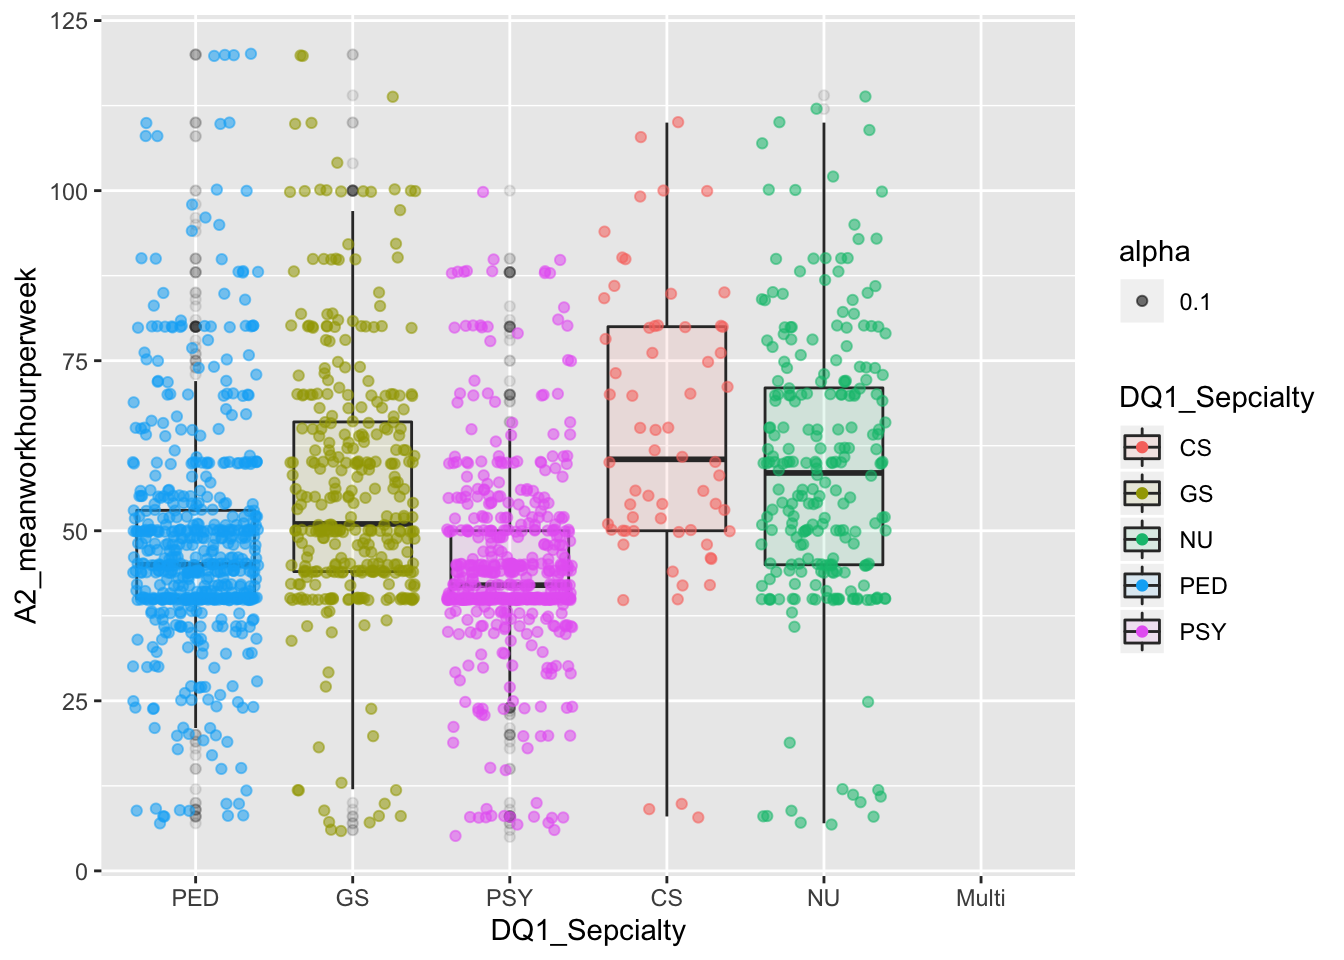 125
100
75
50
25
0
A2_meanworkhourperweek
PED GS PSY CS NU Multi
DQ1_Sepcialty
alpha
0.1
DQ1_Sepcialty
CS
GS
NU
PED
PSY